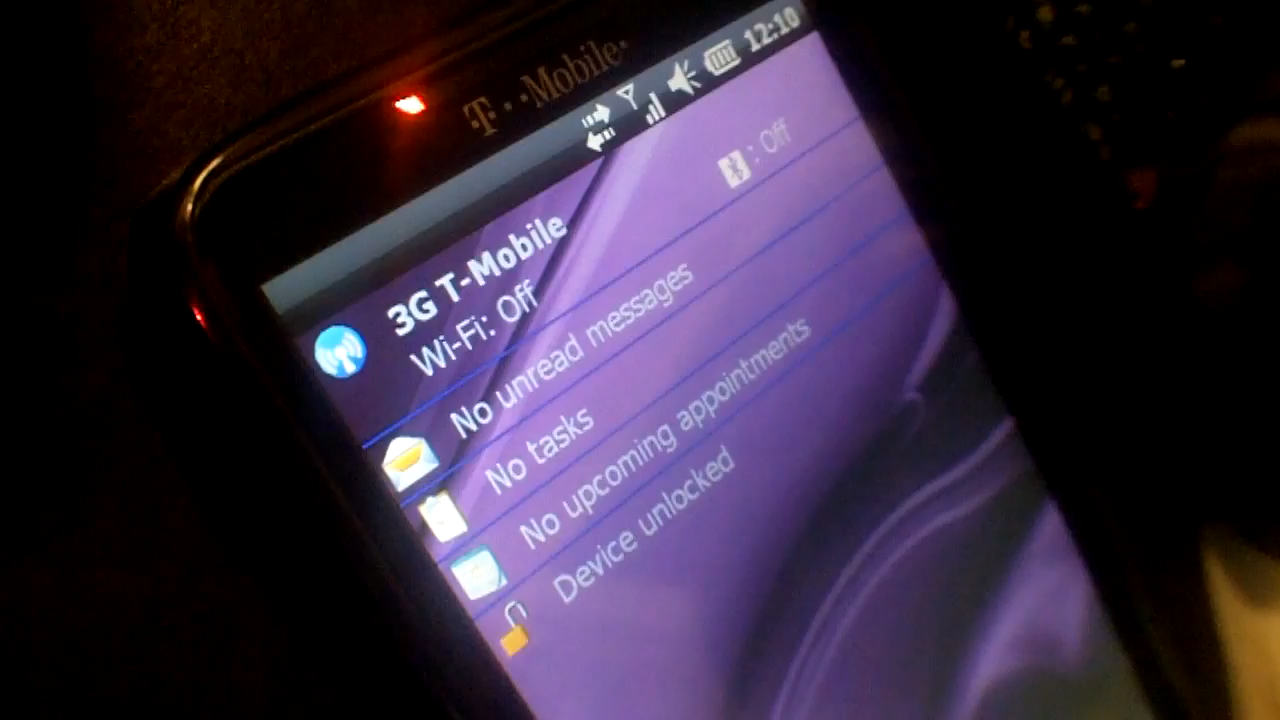 T··Mobile·
12:10
: Off
3G T-Mobile
Wi-Fi: Off
No unread messages
No tasks
No upcoming appointments
Device unlocked